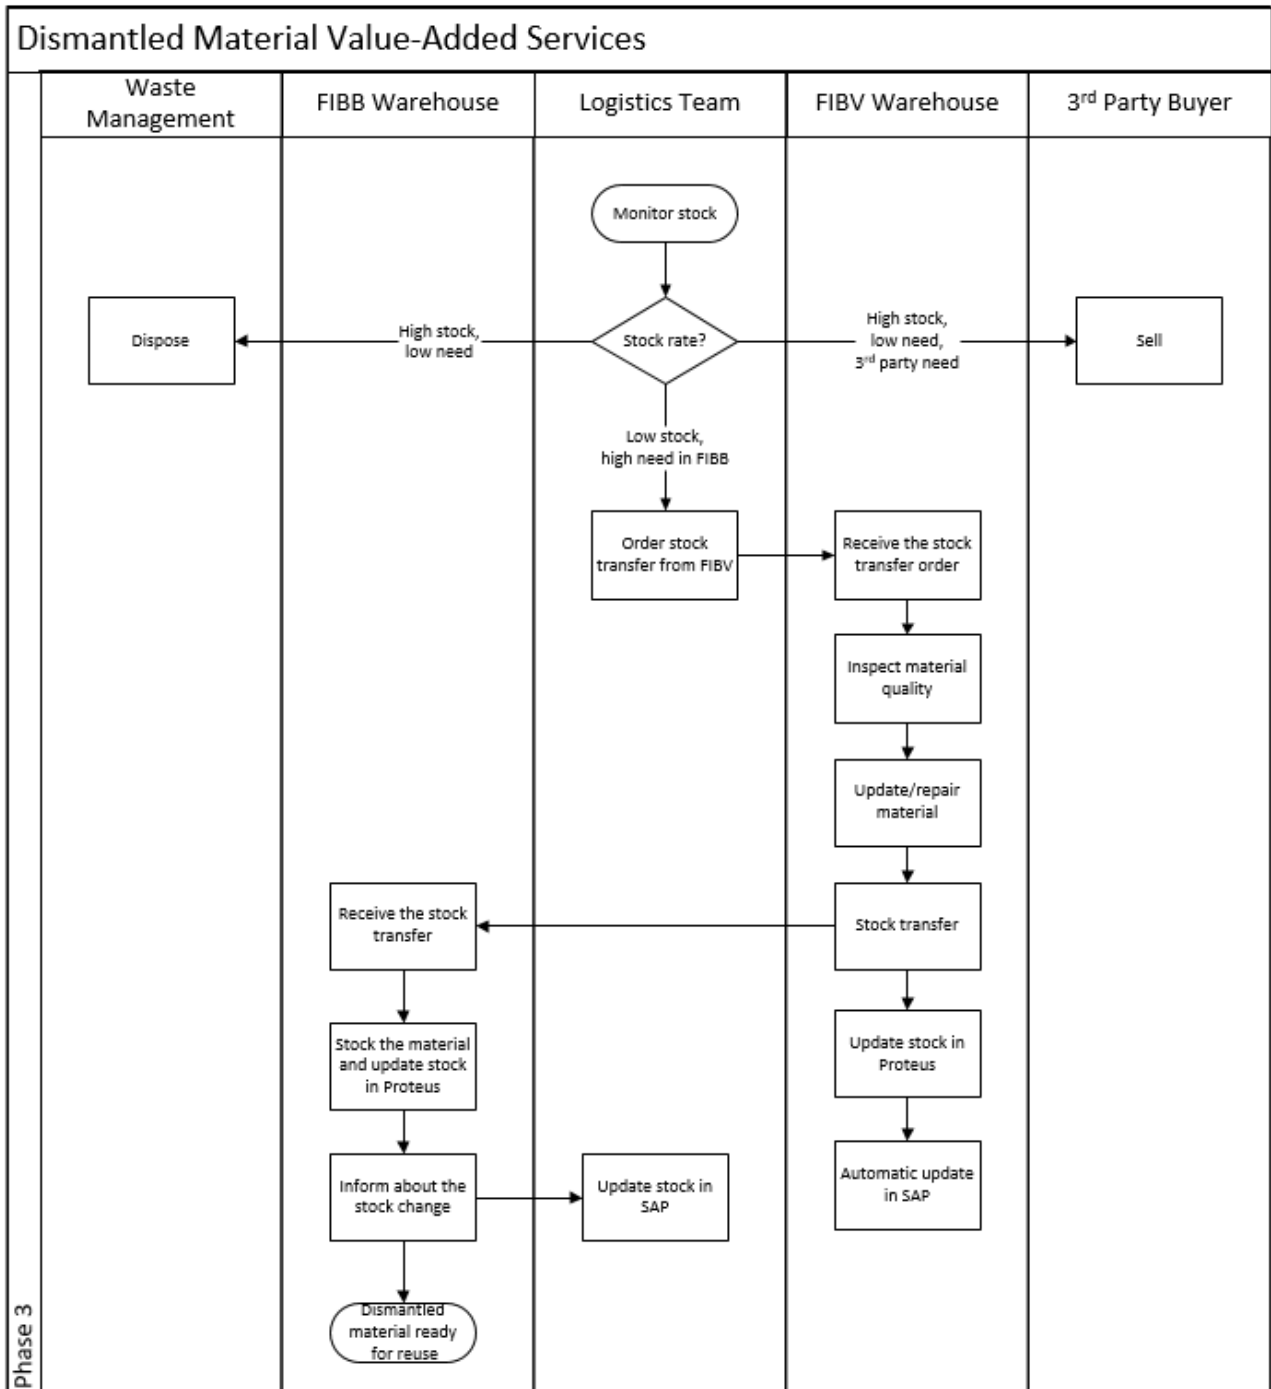 Dismantled Material Value-Added Services
Waste
Management
FIBB Warehouse
Logistics Team
FIBV Warehouse
3rd Party Buyer
Monitor stock
Dispose
High stock,
low need
Stock rate?
High stock,
low need,
3rd party need
Sell
Low stock,
high need in FIBB
Order stock
transfer from FIBV
Receive the stock
transfer order
Inspect material
quality
Update/repair
material
Receive the stock
transfer
Stock transfer
Stock the material
and update stock
in Proteus
Update stock in
Proteus
Inform about the
stock change
Update stock in
SAP
Automatic update
in SAP
Dismantled
material ready
for reuse
Phase 3